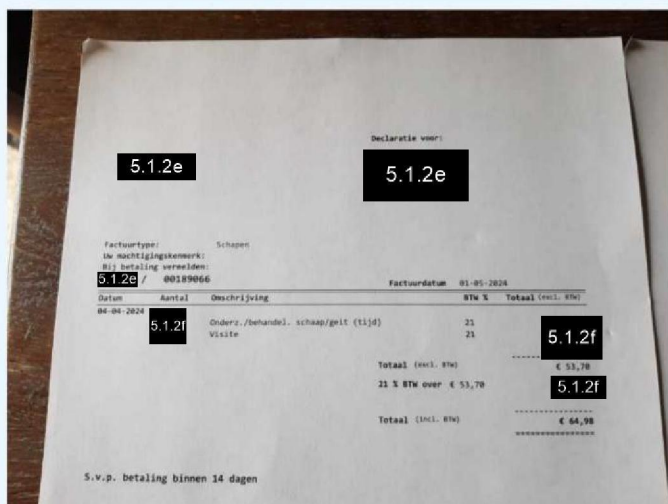 Declaratie voor:
5.1.2e
5.1.2e
Factuurtype: Schapen
Uw machtigingskenmerk:
Bij betaling vermelden:
5.1.2e / 00189066
Factuurdatum 01-05-2024
Datum Aantal Omschrijving BTW % Totaal (excl. BTW)
04-04-2024
5.1.2f Onderz./behandel. schaap/geit (tijd) 21 5.1.2f
Visite 21
Totaal (excl. BTW) € 53,70
21 % BTW over € 53,70 5.1.2f
Totaal (incl. BTW) € 64,98
S.v.p. betaling binnen 14 dagen